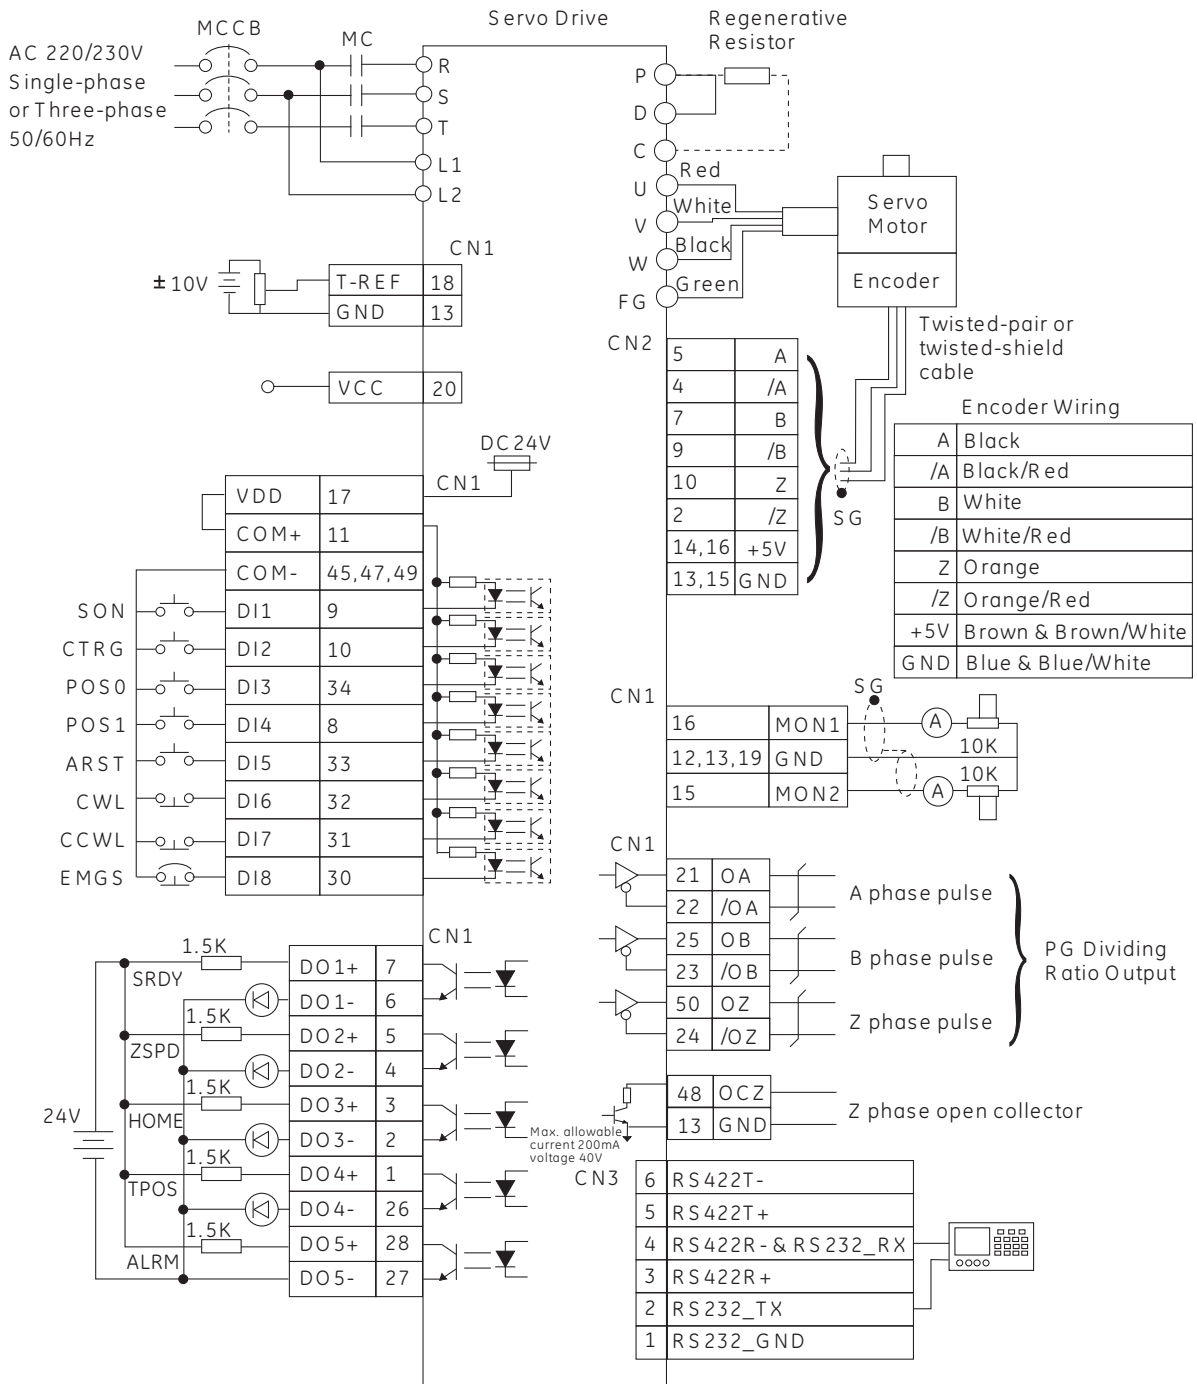 Servo Drive
Regenerative
Resistor
MCCB
MC
AC 220/230V
Single-phase
or Three-phase
50/60Hz
R
S
T
L1
L2
P
D
C
U
V
W
FG
Red
White
Black
Green
Servo
Motor
Encoder
CN1
±10V
T-REF 18
GND 13
VCC 20
DC24V
CN1
VDD 17
COM+ 11
COM- 45,47,49
SON DI1 9
CTRG DI2 10
POS0 DI3 34
POS1 DI4 8
ARST DI5 33
CWL DI6 32
CCWL DI7 31
EMGS DI8 30
CN1
24V
1.5K
SRDY
DO1+ 7
DO1- 6
1.5K
ZSPD
DO2+ 5
DO2- 4
1.5K
HOME
DO3+ 3
DO3- 2
1.5K
TPOS
DO4+ 1
DO4- 26
1.5K
ALRM
DO5+ 28
DO5- 27
CN2
5 A
4 /A
7 B
9 /B
10 Z
2 /Z
14,16 +5V
13,15 GND
SG
Twisted-pair or
twisted-shield
cable
Encoder Wiring
A Black
/A Black/Red
B White
/B White/Red
Z Orange
/Z Orange/Red
+5V Brown & Brown/White
GND Blue & Blue/White
CN1
SG
16 MON1
12,13,19 GND
15 MON2
A
10K
10K
A
CN1
21 OA
22 /OA
A phase pulse
25 OB
23 /OB
B phase pulse
50 OZ
24 /OZ
Z phase pulse
PG Dividing
Ratio Output
48 OCZ
13 GND
Z phase open collector
Max. allowable
current 200mA
voltage 40V
CN3
6 RS422T-
5 RS422T+
4 RS422R-& RS232_RX
3 RS422R+
2 RS232_TX
1 RS232_GND